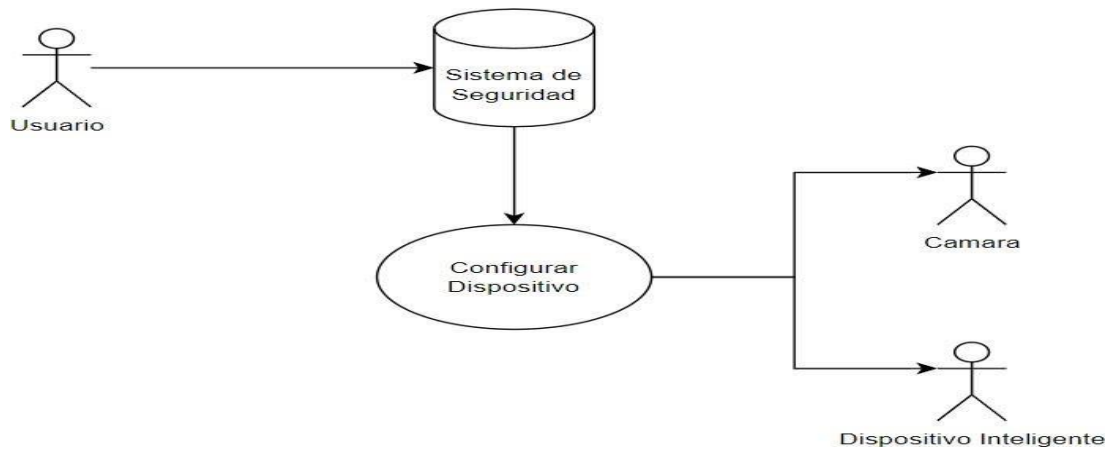 Sistema de
Seguridad
Usuario
Camara
Configurar
Dispositivo
Dispositivo Inteligente